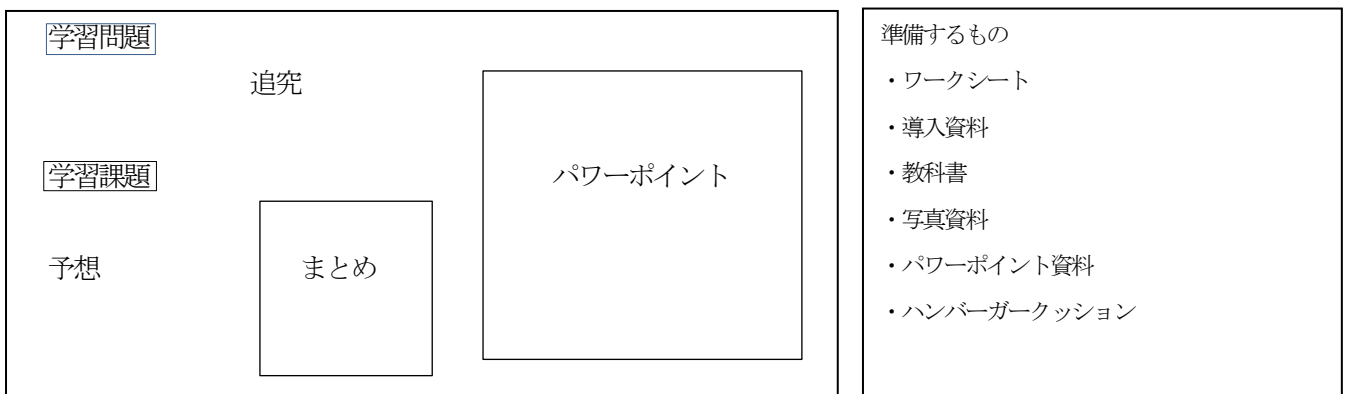 学習問題
追究
学習課題
パワーポイント
予想
まとめ
準備するもの
・ワークシート
・導入資料
・教科書
・写真資料
・パワーポイント資料
・ハンバーガークッション